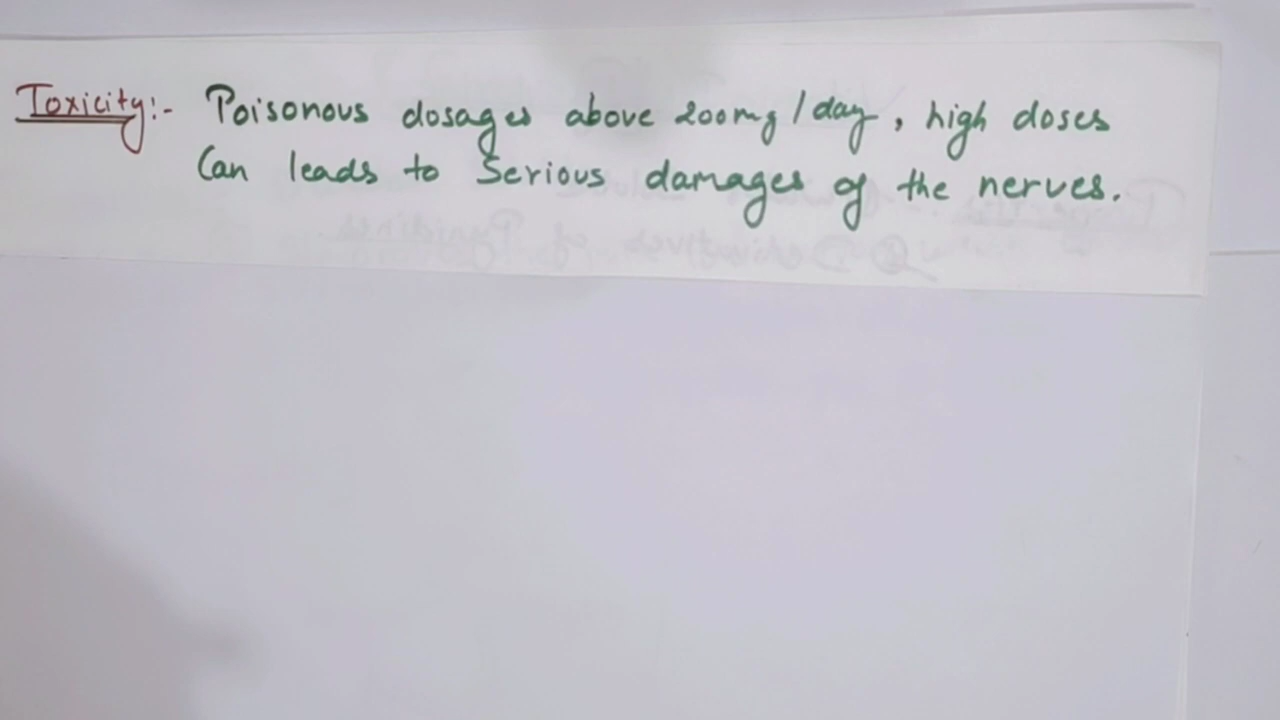 Toxicity:- Poisonous dosages above 200mg/day, high doses
Can leads to Serious damages of the nerves.